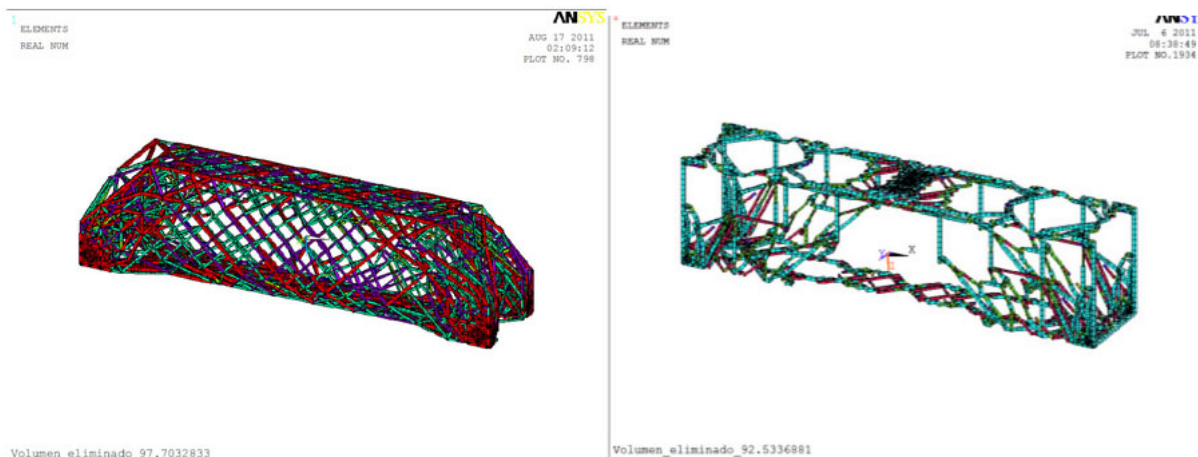 1
ELEMENTS
REAL NUM
ANSYS
AUG 17 2011
02:09:12
PLOT NO. 798
Volumen eliminado 97.7032833
ELEMENTS
REAL NUM
JUL 6 2011
08:38:49
PLOT NO.1934
Y
X
Volumen_eliminado_92.5336881